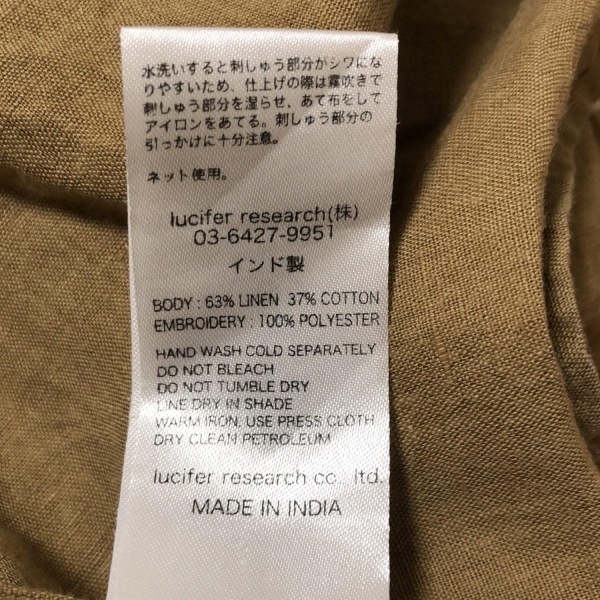 水洗いすると刺しゅう部分がシワにな
りやすいため、仕上げの際は霧吹きで
刺しゅう部分を湿らせ、あて布をして
アイロンをあてる。刺しゅう部分の
引っかけに十分注意。
ネット使用。
lucifer research(株)
03-6427-9951
インド製
BODY : 63% LINEN 37% COTTON
EMBROIDERY : 100% POLYESTER
HAND WASH COLD SEPARATELY
DO NOT BLEACH
DO NOT TUMBLE DRY
LINE DRY IN SHADE
WARM IRON, USE PRESS CLOTH
DRY CLEAN PETROLEUM
lucifer research co., ltd.
MADE IN INDIA